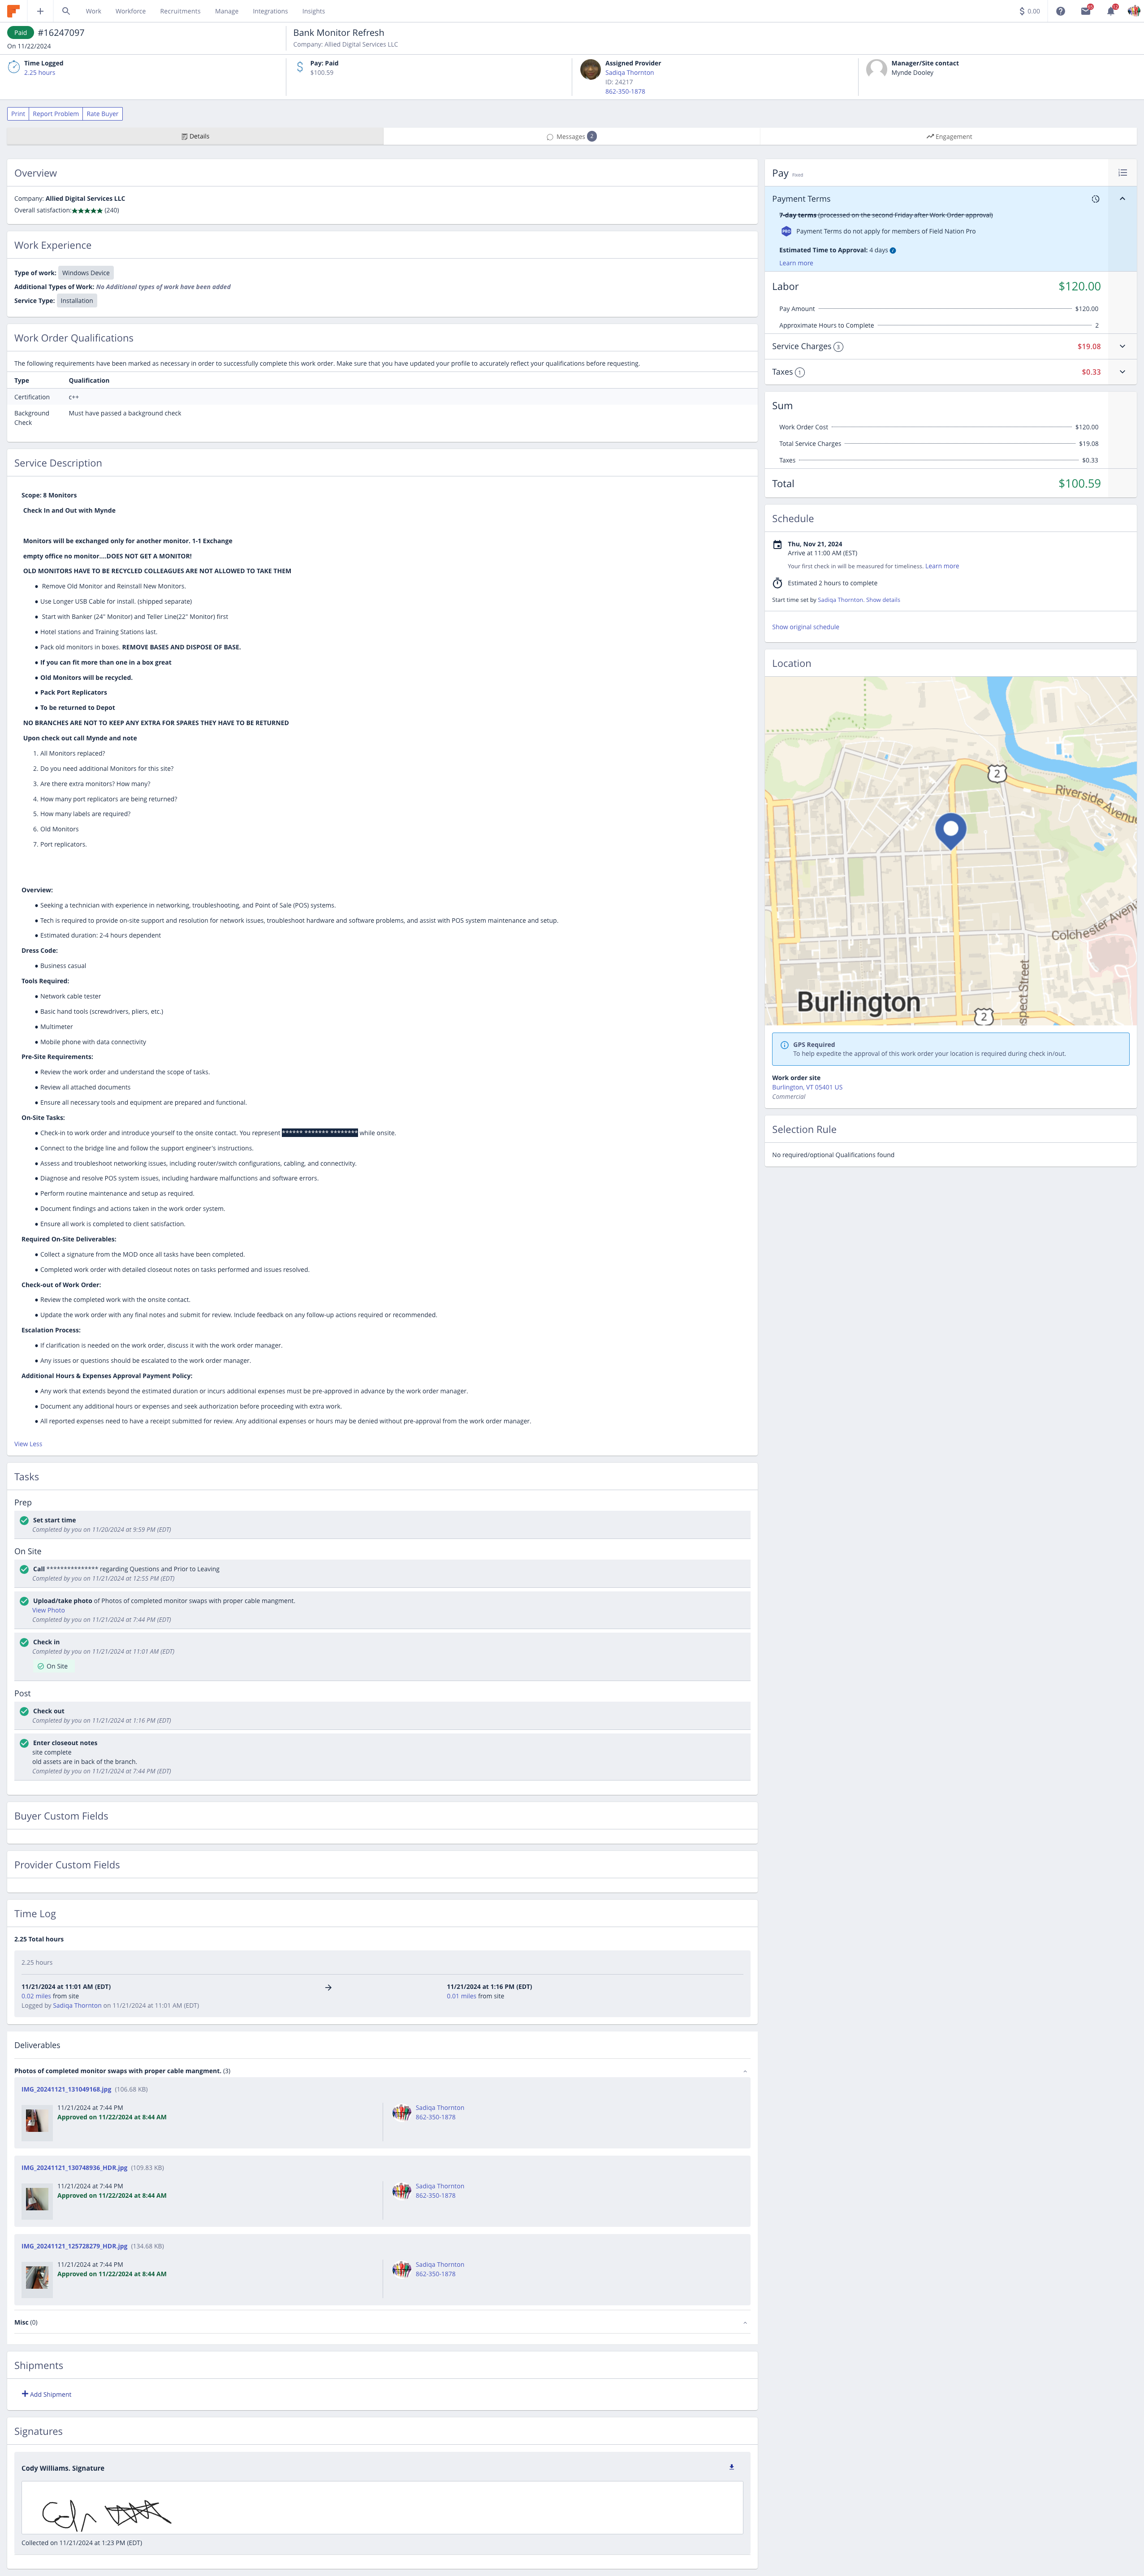 Work Workforce Recruitments Manage Integrations Insights $ 0.00
Paid #16247097
On 11/22/2024
Bank Monitor Refresh
Company: Allied Digital Services LLC
Time Logged
2.25 hours
Pay: Paid
$100.59
Assigned Provider
Sadiqa Thornton
ID: 24217
862-350-1878
Manager/Site contact
Mynde Dooley
Print Report Problem Rate Buyer
Details
Messages 2
Engagement
Overview
Company: Allied Digital Services LLC
Overall satisfaction: ★★★★★ (240)
Work Experience
Type of work: Windows Device
Additional Types of Work: No Additional types of work have been added
Service Type: Installation
Work Order Qualifications
The following requirements have been marked as necessary in order to successfully complete this work order. Make sure that you have updated your profile to accurately reflect your qualifications before requesting.
Type Qualification
Certification c++
Background Check Must have passed a background check
Service Description
Scope: 8 Monitors
Check In and Out with Mynde
Monitors will be exchanged only for another monitor. 1-1 Exchange
empty office no monitor....DOES NOT GET A MONITOR!
OLD MONITORS HAVE TO BE RECYCLED COLLEAGUES ARE NOT ALLOWED TO TAKE THEM
● Remove Old Monitor and Reinstall New Monitors.
● Use Longer USB Cable for install. (shipped separate)
● Start with Banker (24" Monitor) and Teller Line(22" Monitor) first
● Hotel stations and Training Stations last.
● Pack old monitors in boxes. REMOVE BASES AND DISPOSE OF BASE.
● If you can fit more than one in a box great
● Old Monitors will be recycled.
● Pack Port Replicators
● To be returned to Depot
NO BRANCHES ARE NOT TO KEEP ANY EXTRA FOR SPARES THEY HAVE TO BE RETURNED
Upon check out call Mynde and note
1. All Monitors replaced?
2. Do you need additional Monitors for this site?
3. Are there extra monitors? How many?
4. How many port replicators are being returned?
5. How many labels are required?
6. Old Monitors
7. Port replicators.
Overview:
● Seeking a technician with experience in networking, troubleshooting, and Point of Sale (POS) systems.
● Tech is required to provide on-site support and resolution for network issues, troubleshoot hardware and software problems, and assist with POS system maintenance and setup.
● Estimated duration: 2-4 hours dependent
Dress Code:
● Business casual
Tools Required:
● Network cable tester
● Basic hand tools (screwdrivers, pliers, etc.)
● Multimeter
● Mobile phone with data connectivity
Pre-Site Requirements:
● Review the work order and understand the scope of tasks.
● Review all attached documents
● Ensure all necessary tools and equipment are prepared and functional.
On-Site Tasks:
● Check-in to work order and introduce yourself to the onsite contact. You represent ****** ******* ******** while onsite.
● Connect to the bridge line and follow the support engineer's instructions.
● Assess and troubleshoot networking issues, including router/switch configurations, cabling, and connectivity.
● Diagnose and resolve POS system issues, including hardware malfunctions and software errors.
● Perform routine maintenance and setup as required.
● Document findings and actions taken in the work order system.
● Ensure all work is completed to client satisfaction.
Required On-Site Deliverables:
● Collect a signature from the MOD once all tasks have been completed.
● Completed work order with detailed closeout notes on tasks performed and issues resolved.
Check-out of Work Order:
● Review the completed work with the onsite contact.
● Update the work order with any final notes and submit for review. Include feedback on any follow-up actions required or recommended.
Escalation Process:
● If clarification is needed on the work order, discuss it with the work order manager.
● Any issues or questions should be escalated to the work order manager.
Additional Hours & Expenses Approval Payment Policy:
● Any work that extends beyond the estimated duration or incurs additional expenses must be pre-approved in advance by the work order manager.
● Document any additional hours or expenses and seek authorization before proceeding with extra work.
● All reported expenses need to have a receipt submitted for review. Any additional expenses or hours may be denied without pre-approval from the work order manager.
View Less
Tasks
Prep
Set start time
Completed by you on 11/20/2024 at 9:59 PM (EDT)
On Site
Call *************** regarding Questions and Prior to Leaving
Completed by you on 11/21/2024 at 12:55 PM (EDT)
Upload/take photo of Photos of completed monitor swaps with proper cable mangment.
View Photo
Completed by you on 11/21/2024 at 7:44 PM (EDT)
Check in
Completed by you on 11/21/2024 at 11:01 AM (EDT)
On Site
Post
Check out
Completed by you on 11/21/2024 at 1:16 PM (EDT)
Enter closeout notes
site complete
old assets are in back of the branch.
Completed by you on 11/21/2024 at 7:44 PM (EDT)
Buyer Custom Fields
Provider Custom Fields
Time Log
2.25 Total hours
2.25 hours
11/21/2024 at 11:01 AM (EDT) → 11/21/2024 at 1:16 PM (EDT)
0.02 miles from site 0.01 miles from site
Logged by Sadiqa Thornton on 11/21/2024 at 11:01 AM (EDT)
Deliverables
Photos of completed monitor swaps with proper cable mangment. (3)
IMG_20241121_131049168.jpg (106.68 KB)
11/21/2024 at 7:44 PM
Approved on 11/22/2024 at 8:44 AM
Sadiqa Thornton
862-350-1878
IMG_20241121_130748936_HDR.jpg (109.83 KB)
11/21/2024 at 7:44 PM
Approved on 11/22/2024 at 8:44 AM
Sadiqa Thornton
862-350-1878
IMG_20241121_125728279_HDR.jpg (134.68 KB)
11/21/2024 at 7:44 PM
Approved on 11/22/2024 at 8:44 AM
Sadiqa Thornton
862-350-1878
Misc (0)
Shipments
+ Add Shipment
Signatures
Cody Williams. Signature
Collected on 11/21/2024 at 1:23 PM (EDT)
Pay Fixed
Payment Terms
7-day terms (processed on the second Friday after Work Order approval)
PRO Payment Terms do not apply for members of Field Nation Pro
Estimated Time to Approval: 4 days
Learn more
Labor $120.00
Pay Amount $120.00
Approximate Hours to Complete 2
Service Charges 3 $19.08
Taxes 1 $0.33
Sum
Work Order Cost $120.00
Total Service Charges $19.08
Taxes $0.33
Total $100.59
Schedule
Thu, Nov 21, 2024
Arrive at 11:00 AM (EST)
Your first check in will be measured for timeliness. Learn more
Estimated 2 hours to complete
Start time set by Sadiqa Thornton. Show details
Show original schedule
Location
2
Riverside Avenu
Colchester Avenu
Burlington
spect Street
2
GPS Required
To help expedite the approval of this work order your location is required during check in/out.
Work order site
Burlington, VT 05401 US
Commercial
Selection Rule
No required/optional Qualifications found